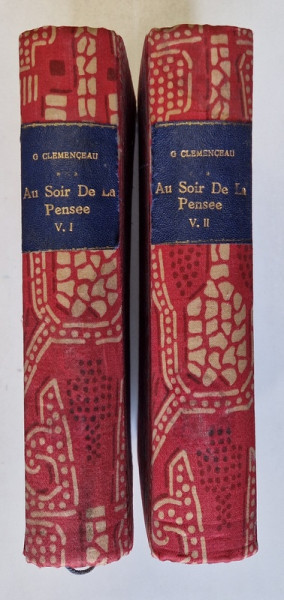 G CLEMENÇEAU
Au Soir De La
Pensee
V. I
G CLEMENÇEAU
Au Soir De La
Pensee
V. II